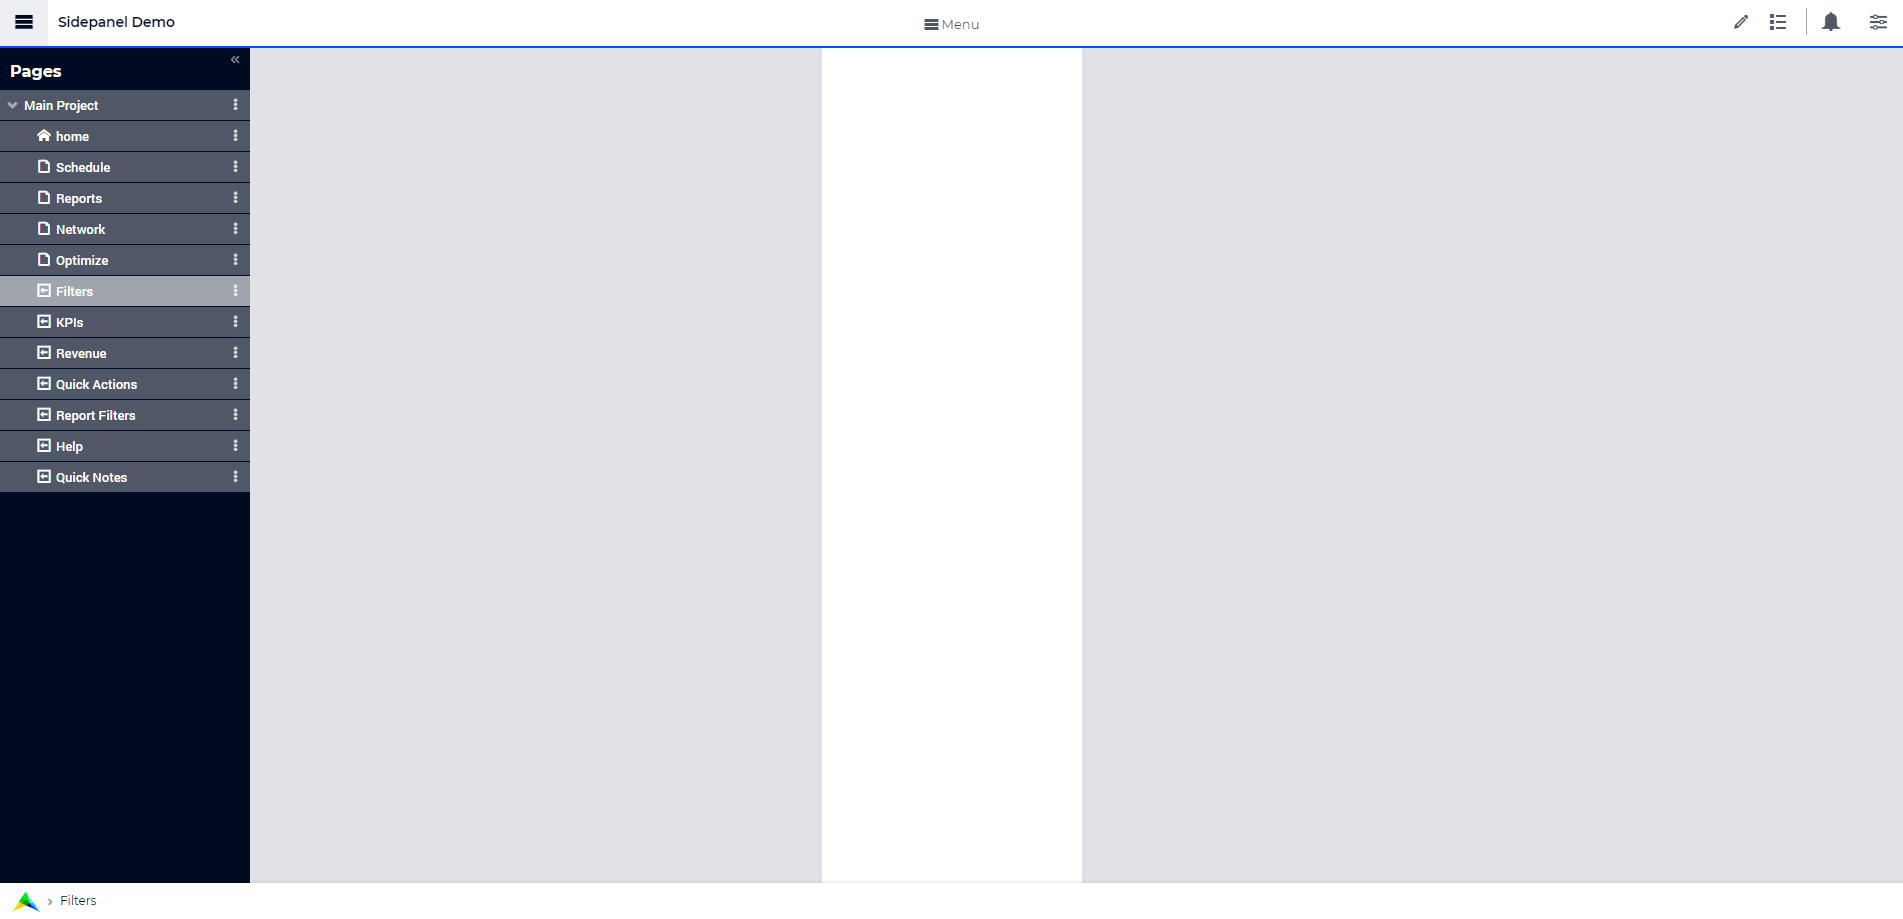 Sidepanel Demo
Menu
Pages
Main Project
home
Schedule
Reports
Network
Optimize
Filters
KPIs
Revenue
Quick Actions
Report Filters
Help
Quick Notes
Filters